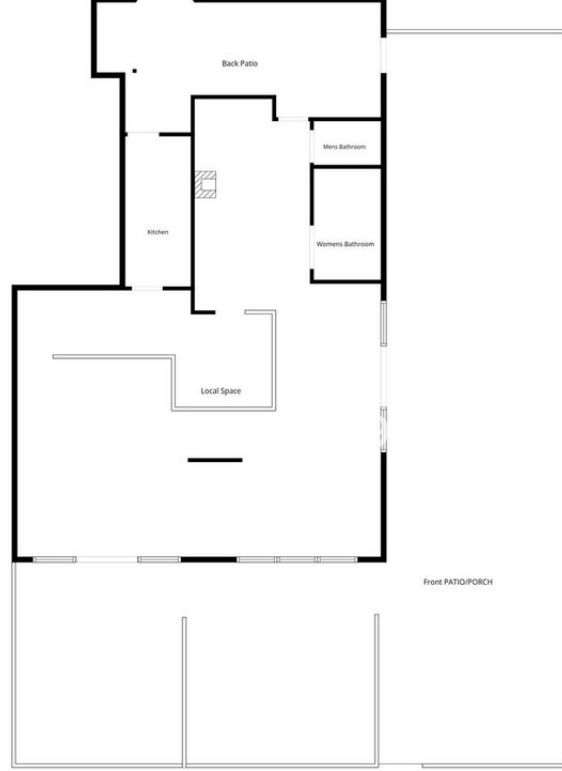 Back Patio
Mens Bathroom
Kitchen
Womens Bathroom
Local Space
Front PATIO/PORCH